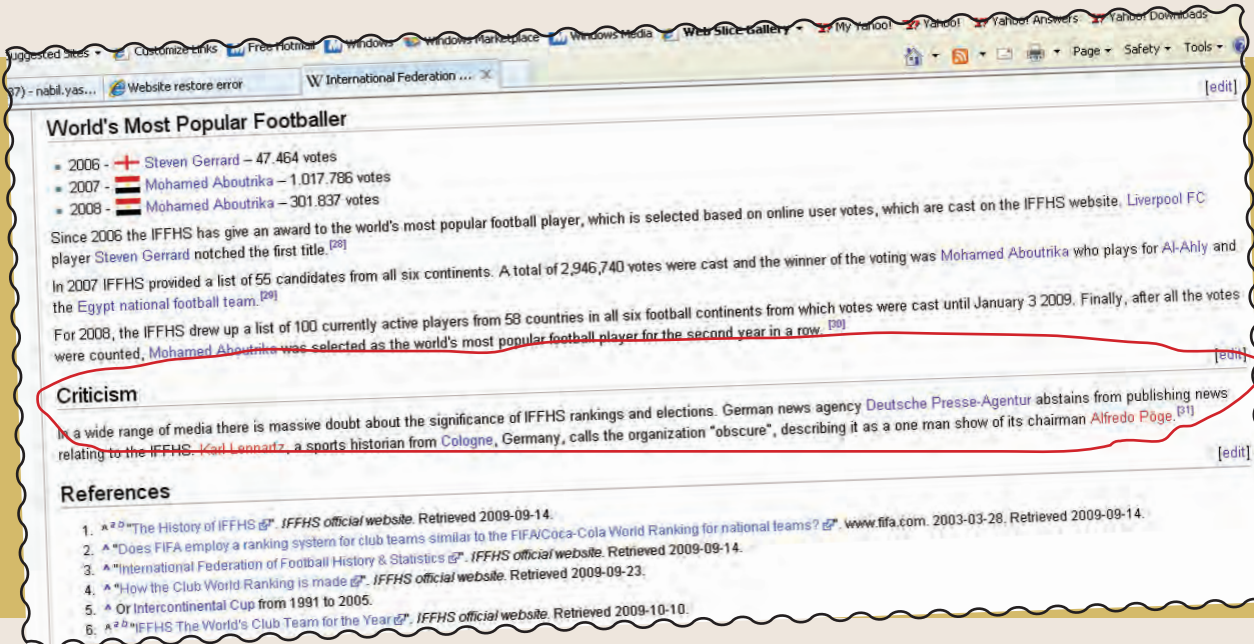 uggested Sites Customize Links Free Hotmail Windows Windows Marketplace Windows Media Web Slice Gallery My Yahoo! Yahoo! Yahoo! Answers Yahoo! Downloads
Page Safety Tools
37) - nabil.yas... Website restore error W International Federation ... X
[edit]
World's Most Popular Footballer
2006 - Steven Gerrard – 47.464 votes
2007 - Mohamed Aboutrika – 1.017.786 votes
2008 - Mohamed Aboutrika – 301.837 votes
Since 2006 the IFFHS has give an award to the world's most popular football player, which is selected based on online user votes, which are cast on the IFFHS website. Liverpool FC
player Steven Gerrard notched the first title.[28]
In 2007 IFFHS provided a list of 55 candidates from all six continents. A total of 2,946,740 votes were cast and the winner of the voting was Mohamed Aboutrika who plays for Al-Ahly and
the Egypt national football team.[29]
For 2008, the IFFHS drew up a list of 100 currently active players from 58 countries in all six football continents from which votes were cast until January 3 2009. Finally, after all the votes
were counted, Mohamed Aboutrika was selected as the world's most popular football player for the second year in a row. [30]
[edit]
Criticism
In a wide range of media there is massive doubt about the significance of IFFHS rankings and elections. German news agency Deutsche Presse-Agentur abstains from publishing news
relating to the IFFHS. Karl Lennartz, a sports historian from Cologne, Germany, calls the organization "obscure", describing it as a one man show of its chairman Alfredo Pöge.[31]
[edit]
References
1. ^ a b "The History of IFFHS". IFFHS official website. Retrieved 2009-09-14.
2. ^ "Does FIFA employ a ranking system for club teams similar to the FIFA/Coca-Cola World Ranking for national teams?". www.fifa.com. 2003-03-28. Retrieved 2009-09-14.
3. ^ "International Federation of Football History & Statistics". IFFHS official website. Retrieved 2009-09-14.
4. ^ "How the Club World Ranking is made". IFFHS official website. Retrieved 2009-09-23.
5. ^ Or Intercontinental Cup from 1991 to 2005.
6. ^ a b "IFFHS The World's Club Team for the Year". IFFHS official website. Retrieved 2009-10-10.